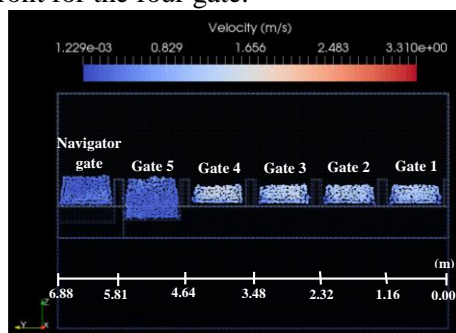 ront for the four gate.
Velocity (m/s)
1.229e-03 0.829 1.656 2.483 3.310e+00
Navigator
gate Gate 5 Gate 4 Gate 3 Gate 2 Gate 1
(m)
6.88 5.81 4.64 3.48 2.32 1.16 0.00
Z
Y X